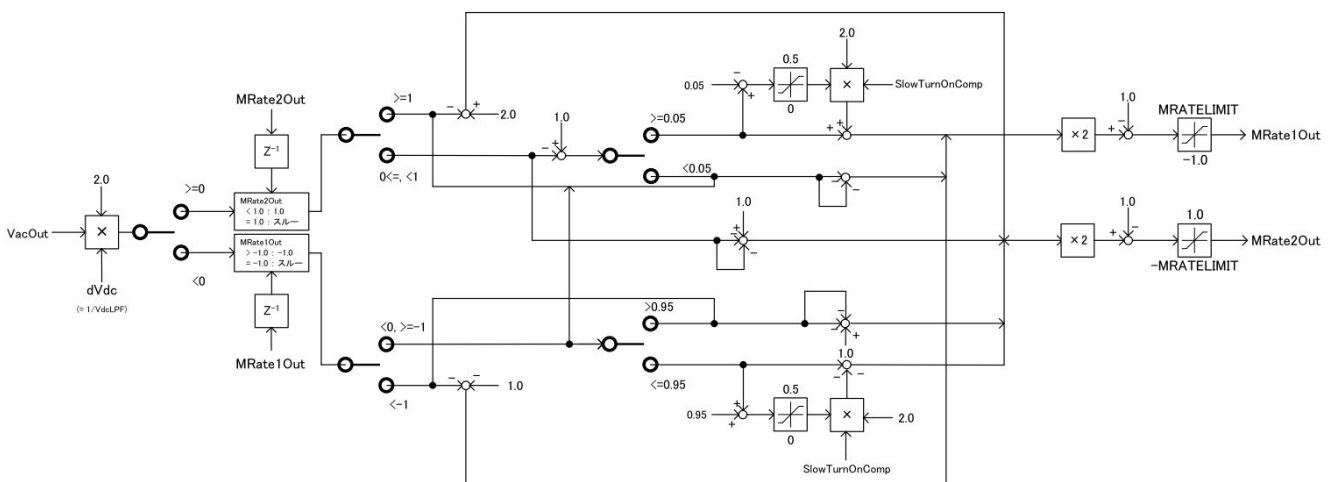 2.0
VacOut
×
dVdc
(= 1/VdcLPF)
>=0
<0
MRate2Out
Z⁻¹
MRate2Out
< 1.0 : 1.0
= 1.0 : スルー
MRate1Out
> -1.0 : -1.0
= -1.0 : スルー
Z⁻¹
MRate1Out
>=1
0<=, <1
- +
2.0
1.0
- +
>=0.05
<0.05
0.05
-
+
0.5
0
2.0
×
SlowTurnOnComp
+ +
-
1.0
-
-
<0, >=-1
<-1
- -
1.0
>0.95
<=0.95
-
-
+
1.0
- -
0.95
+
+
0.5
0
×
2.0
SlowTurnOnComp
×2
+ -
1.0
MRATELIMIT
-1.0
MRate1Out
×2
+ -
1.0
1.0
-MRATELIMIT
MRate2Out